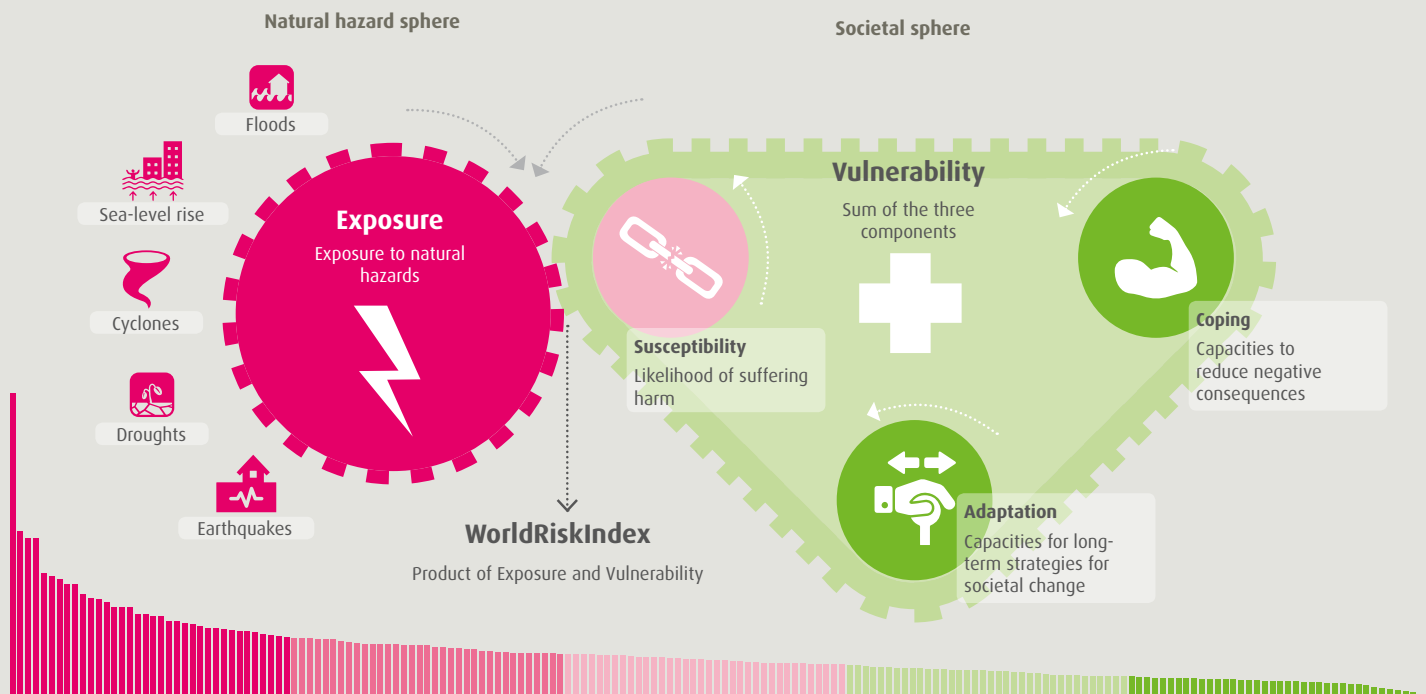 Natural hazard sphere
Societal sphere
Floods
Sea-level rise
Cyclones
Droughts
Earthquakes
Exposure
Exposure to natural
hazards
Vulnerability
Sum of the three
components
Susceptibility
Likelihood of suffering
harm
Coping
Capacities to
reduce negative
consequences
Adaptation
Capacities for long-
term strategies for
societal change
WorldRiskIndex
Product of Exposure and Vulnerability